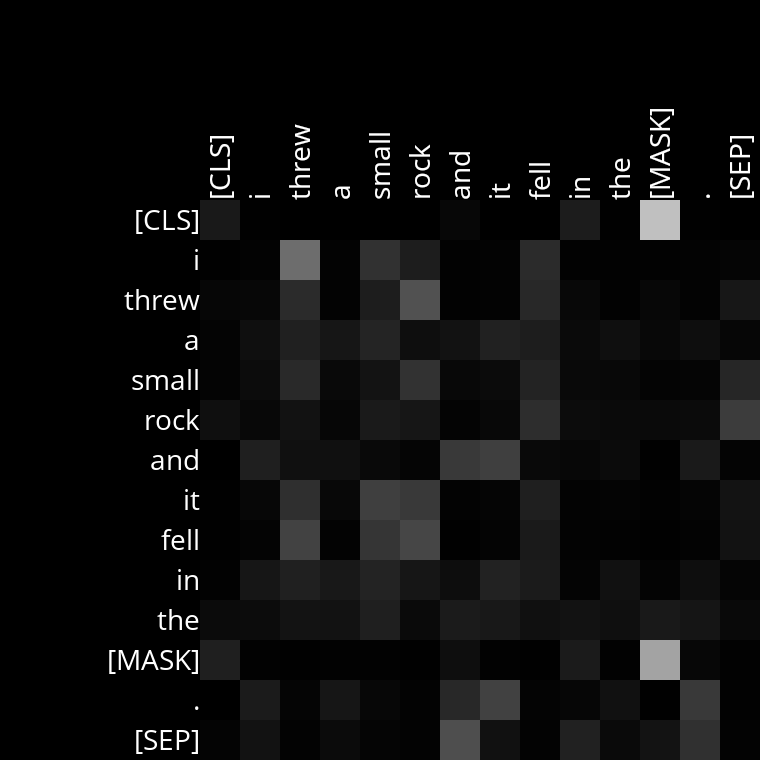 [CLS] i threw a small rock and it fell in the [MASK] . [SEP]
[CLS]
i
threw
a
small
rock
and
it
fell
in
the
[MASK]
.
[SEP]